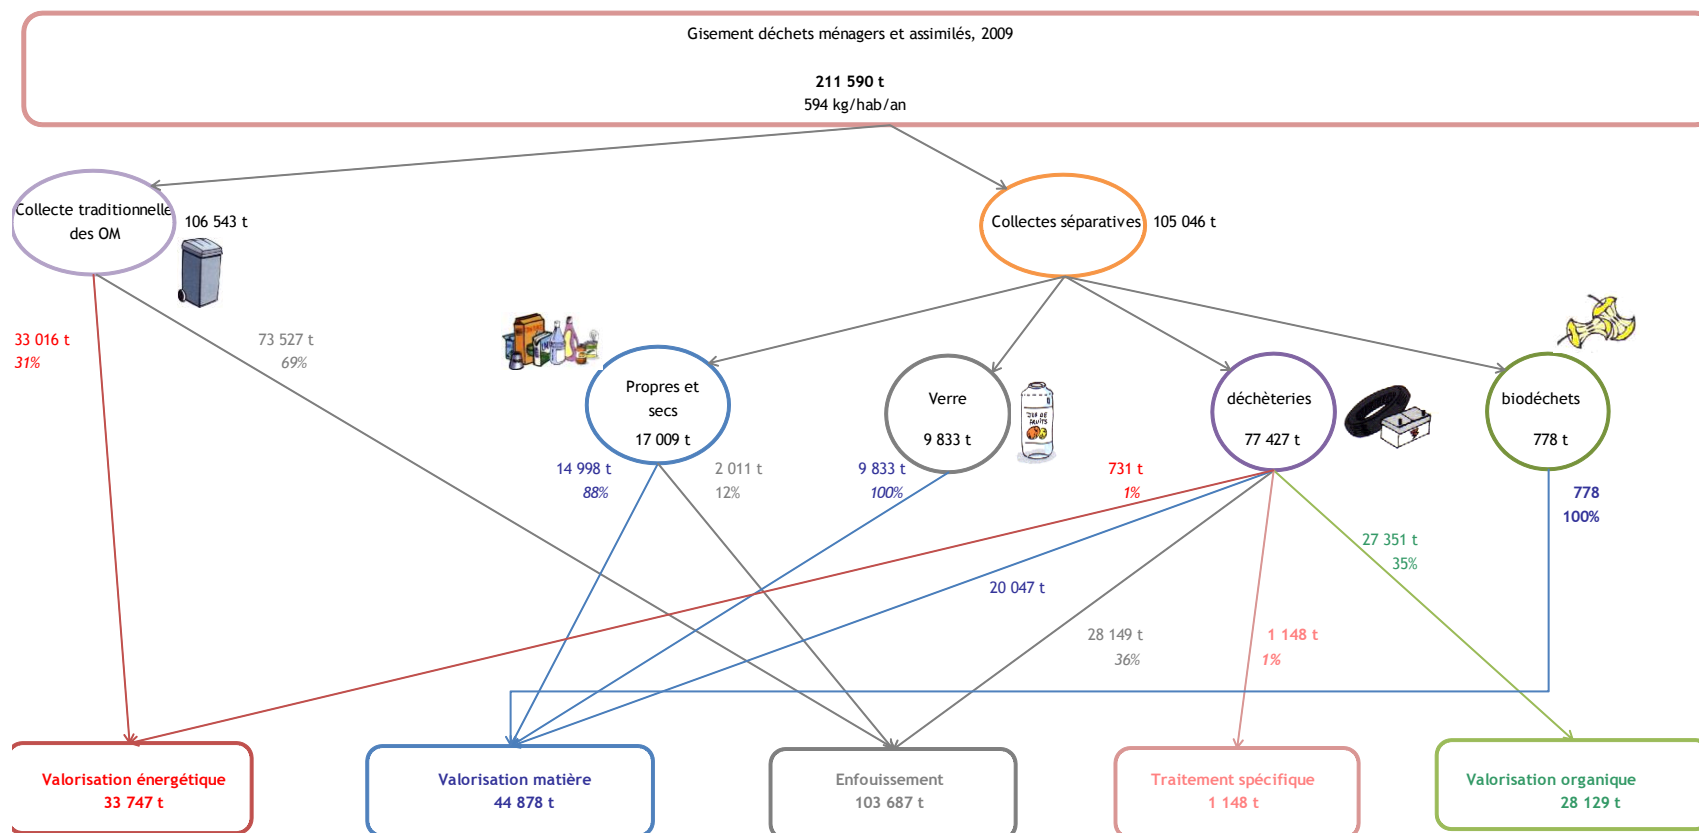 Gisement déchets ménagers et assimilés, 2009
211 590 t
594 kg/hab/an
Collecte traditionnelle
des OM
106 543 t
Collectes séparatives
105 046 t
33 016 t
31%
73 527 t
69%
Propres et
secs
17 009 t
Verre
9 833 t
JUS DE
FRUITS
déchèteries
77 427 t
biodéchets
778 t
14 998 t
88%
2 011 t
12%
9 833 t
100%
731 t
1%
778
100%
27 351 t
35%
20 047 t
28 149 t
36%
1 148 t
1%
Valorisation énergétique
33 747 t
Valorisation matière
44 878 t
Enfouissement
103 687 t
Traitement spécifique
1 148 t
Valorisation organique
28 129 t